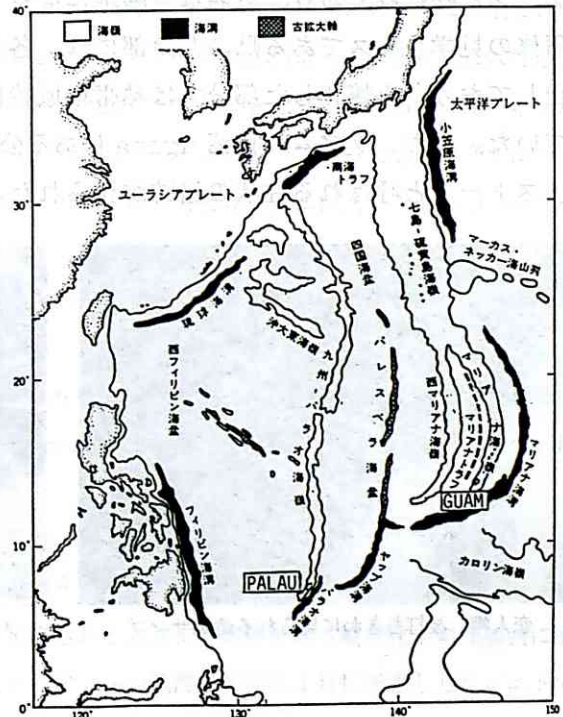 海嶺 海溝 古拡大軸
40°
30°
20°
10°
0°
120°
130°
140°
150
太平洋プレート
小笠原海溝
南海トラフ
ユーラシアプレート
七島・硫黄島海嶺
マーカス・ネッカー海山列
四国海盆
琉球海溝
沖大東海嶺
九州・パラオ海嶺
西フィリピン海盆
パレスベラ海盆
西マリアナ海嶺
マリアナトラフ
マリアナ海嶺
マリアナ海溝
GUAM
フィリピン海溝
PALAU
パラオ海溝
ヤップ海溝
カロリン海嶺